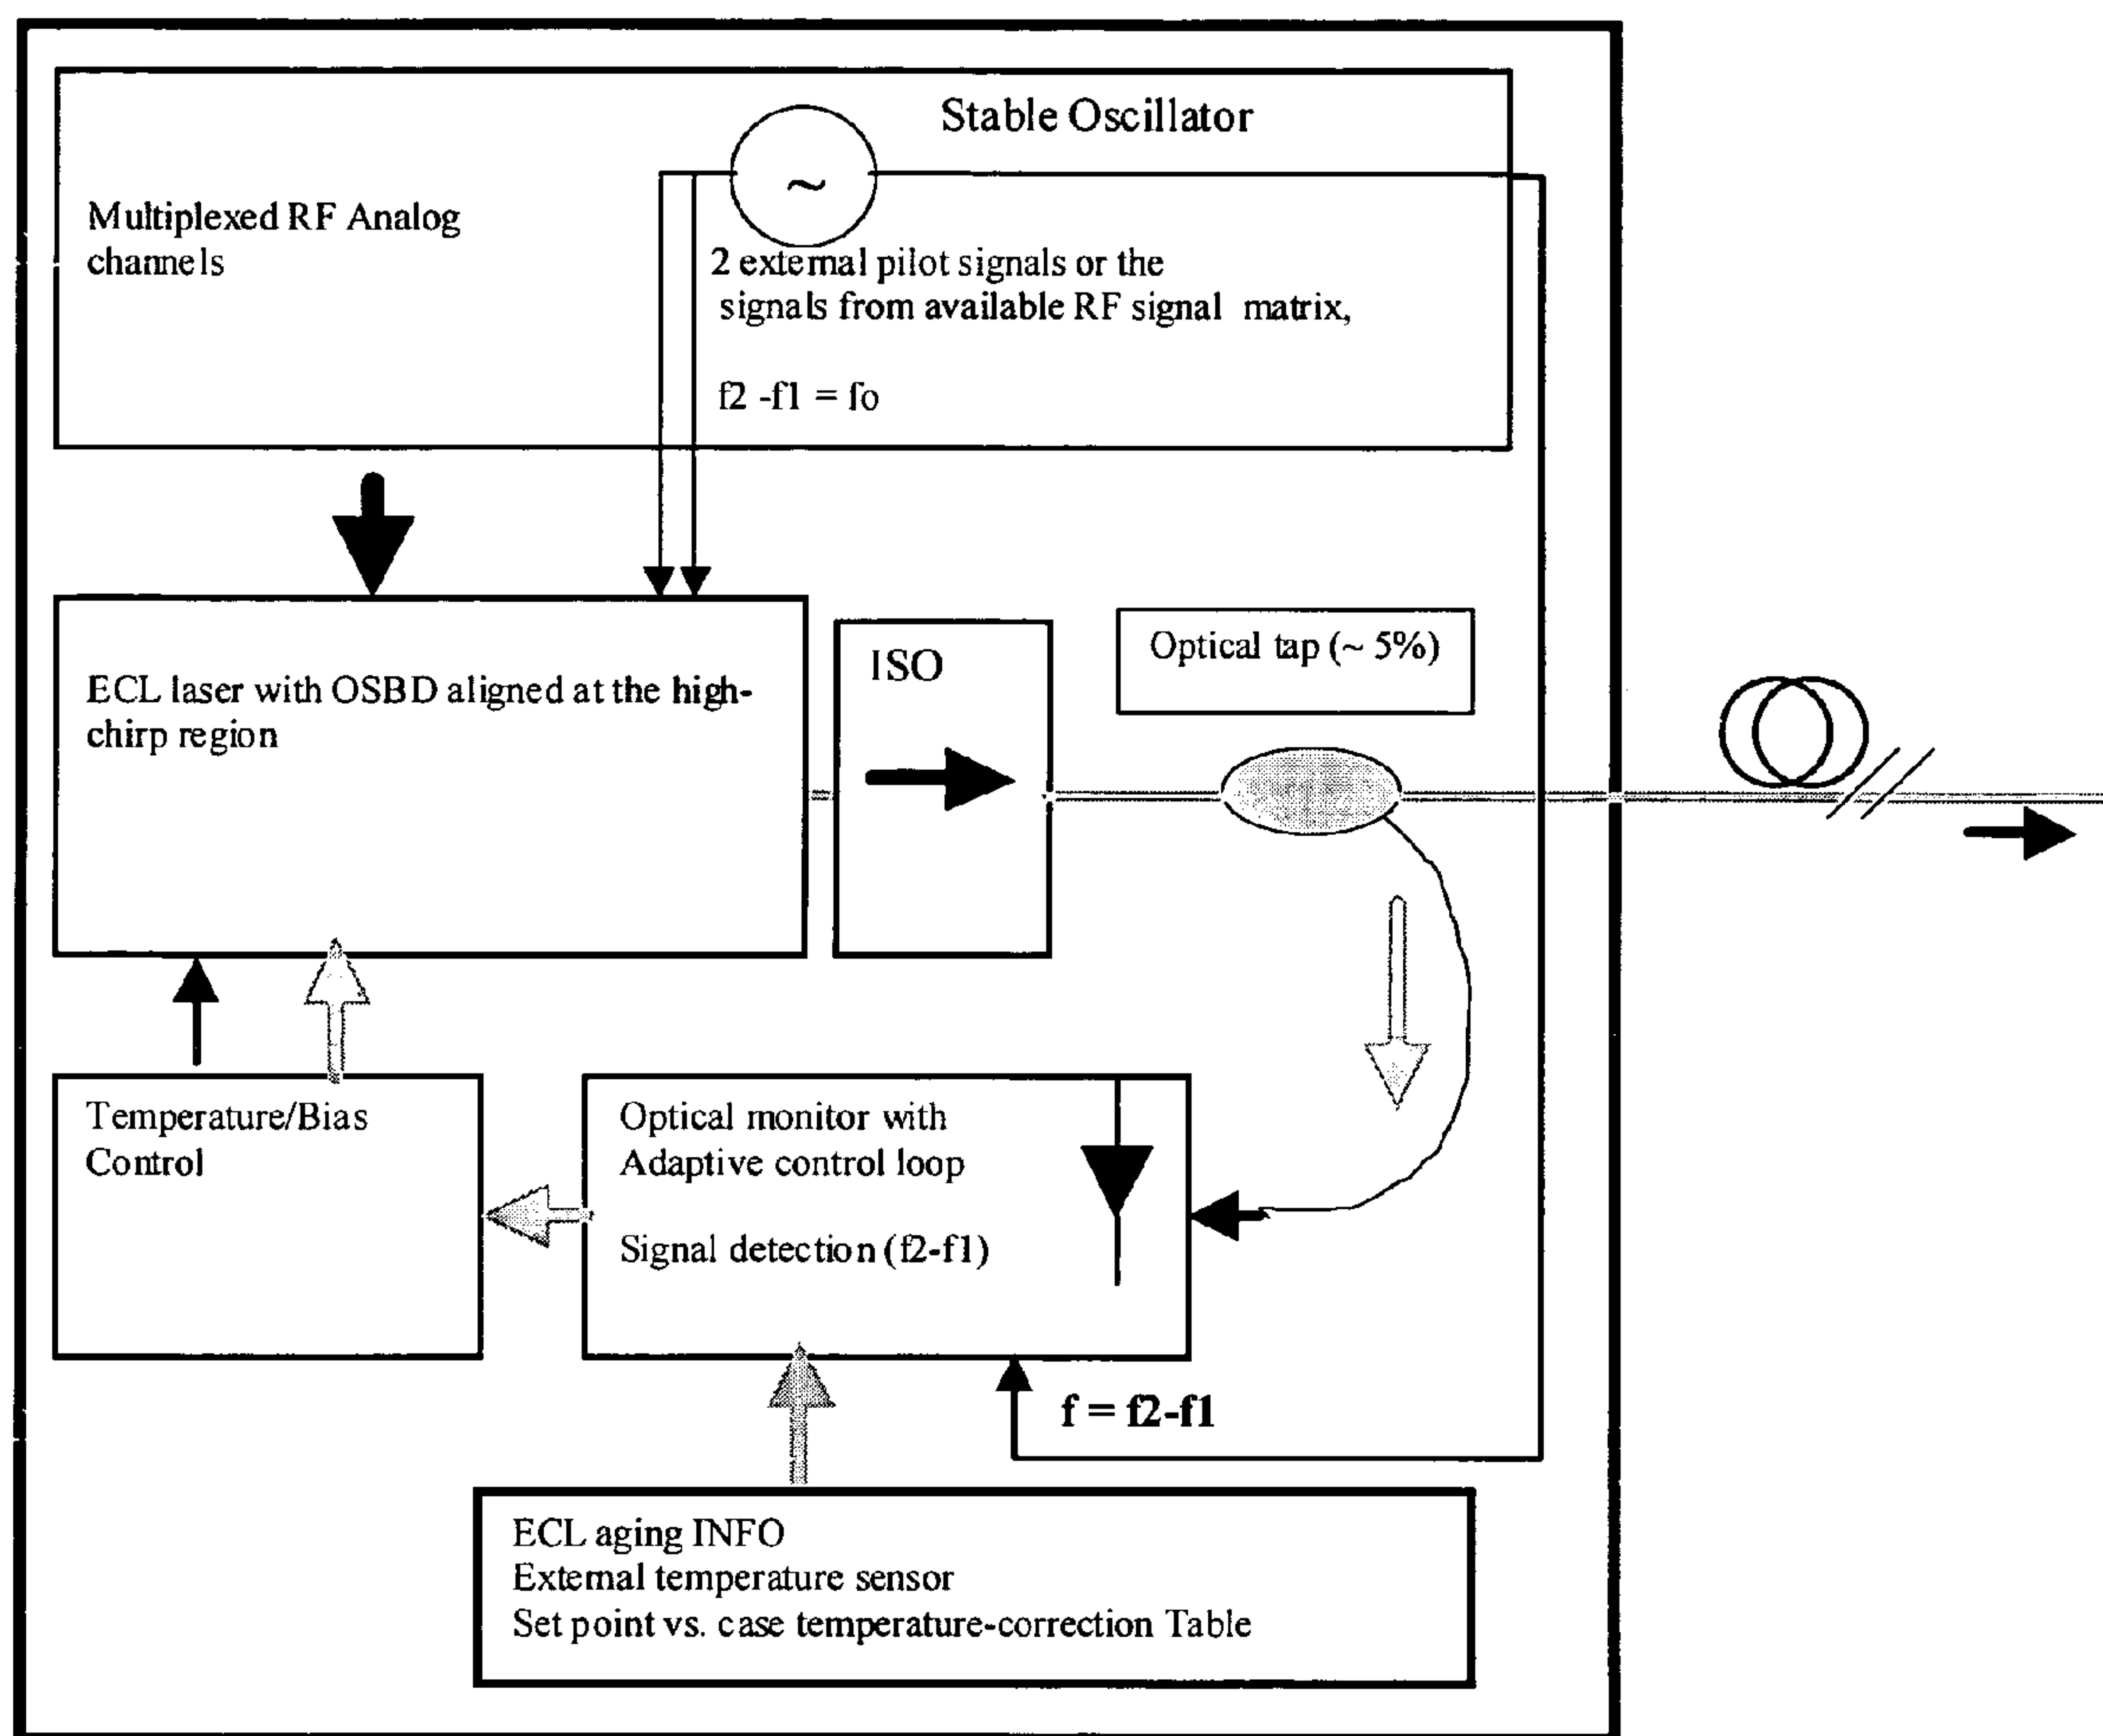 Stable Oscillator
~
Multiplexed RF Analog
channels
2 external pilot signals or the
signals from available RF signal matrix,
f2 -f1 = fo
ECL laser with OSBD aligned at the high-
chirp region
ISO
Optical tap (~ 5%)
Temperature/Bias
Control
Optical monitor with
Adaptive control loop
Signal detection (f2-f1)
f = f2-f1
ECL aging INFO
External temperature sensor
Set point vs. case temperature-correction Table